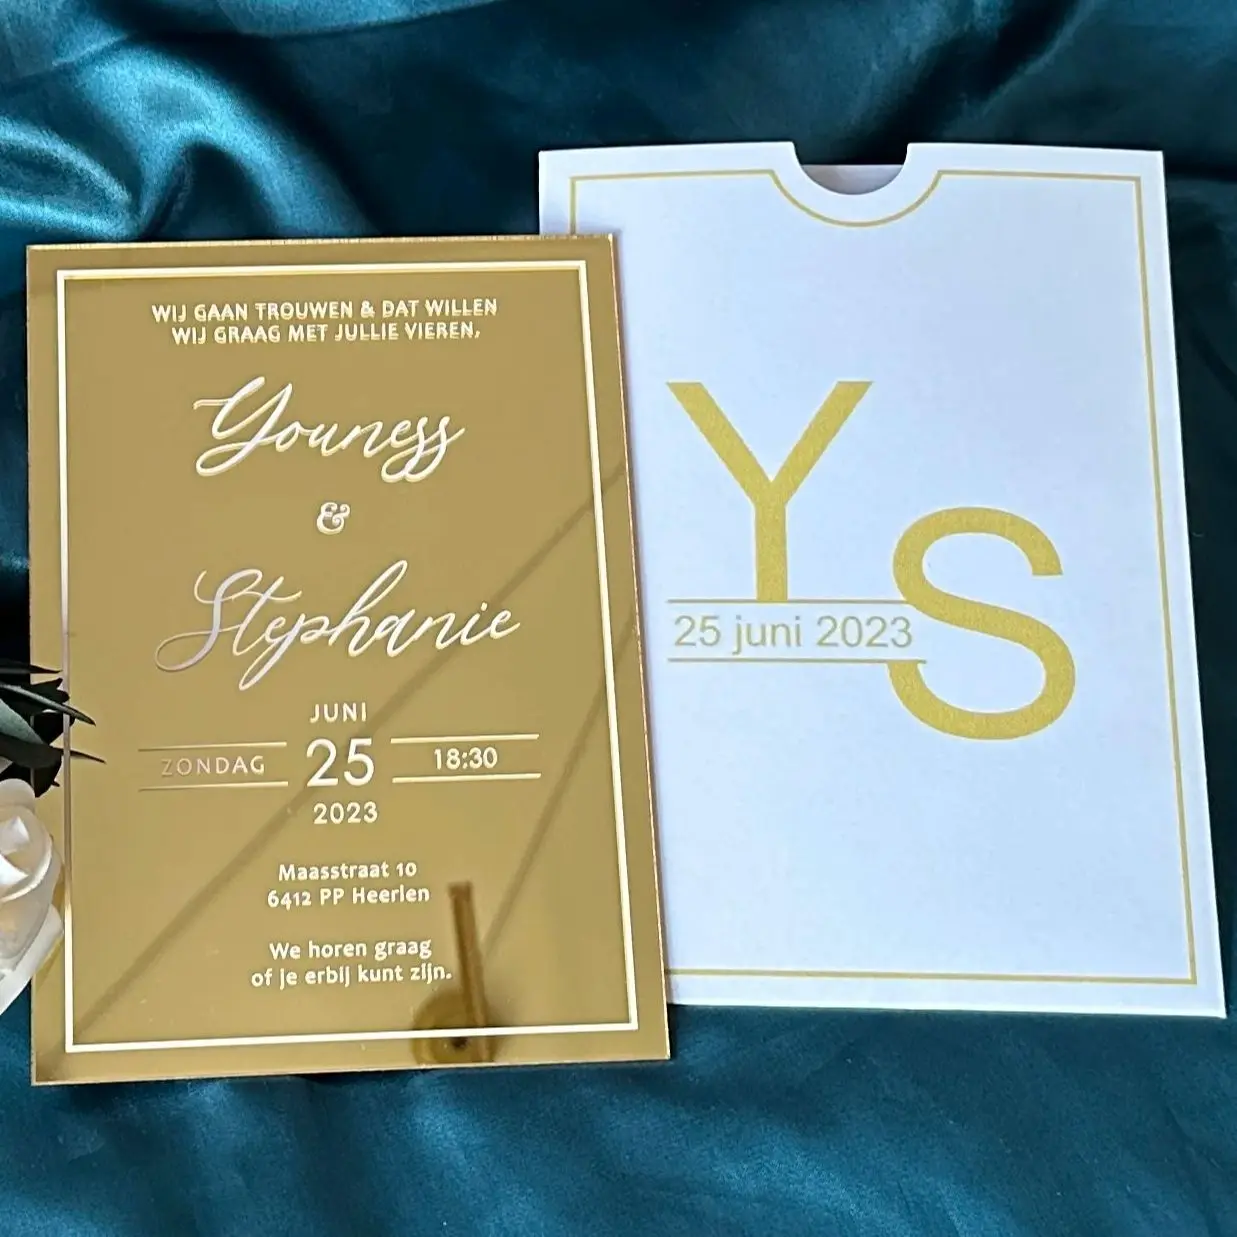 WIJ GAAN TROUWEN & DAT WILLEN
WIJ GRAAG MET JULLIE VIEREN,
Youness
&
Stephanie
JUNI
ZONDAG 25 18:30
2023
Maasstraat 10
6412 PP Heerlen
We horen graag
of je erbij kunt zijn.
Y
S
25 juni 2023